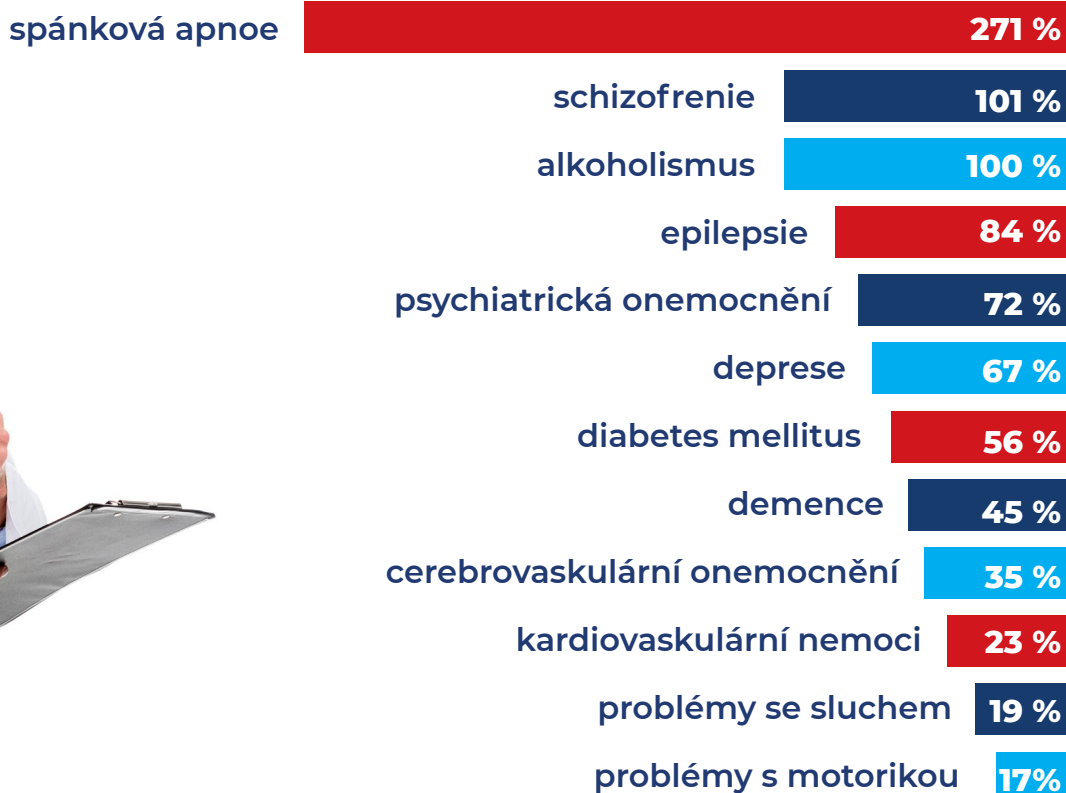 spánková apnoe 271 %
schizofrenie 101 %
alkoholismus 100 %
epilepsie 84 %
psychiatrická onemocnění 72 %
deprese 67 %
diabetes mellitus 56 %
demence 45 %
cerebrovaskulární onemocnění 35 %
kardiovaskulární nemoci 23 %
problémy se sluchem 19 %
problémy s motorikou 17%